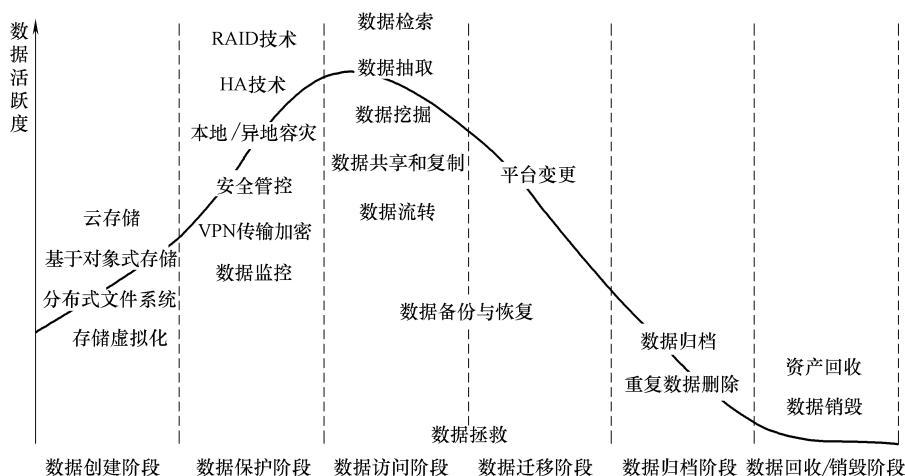 数据活跃度
云存储
基于对象式存储
分布式文件系统
存储虚拟化
RAID技术
HA技术
本地/异地容灾
安全管控
VPN传输加密
数据监控
数据检索
数据抽取
数据挖掘
数据共享和复制
数据流转
平台变更
数据备份与恢复
数据拯救
数据归档
重复数据删除
资产回收
数据销毁
数据创建阶段
数据保护阶段
数据访问阶段
数据迁移阶段
数据归档阶段
数据回收/销毁阶段